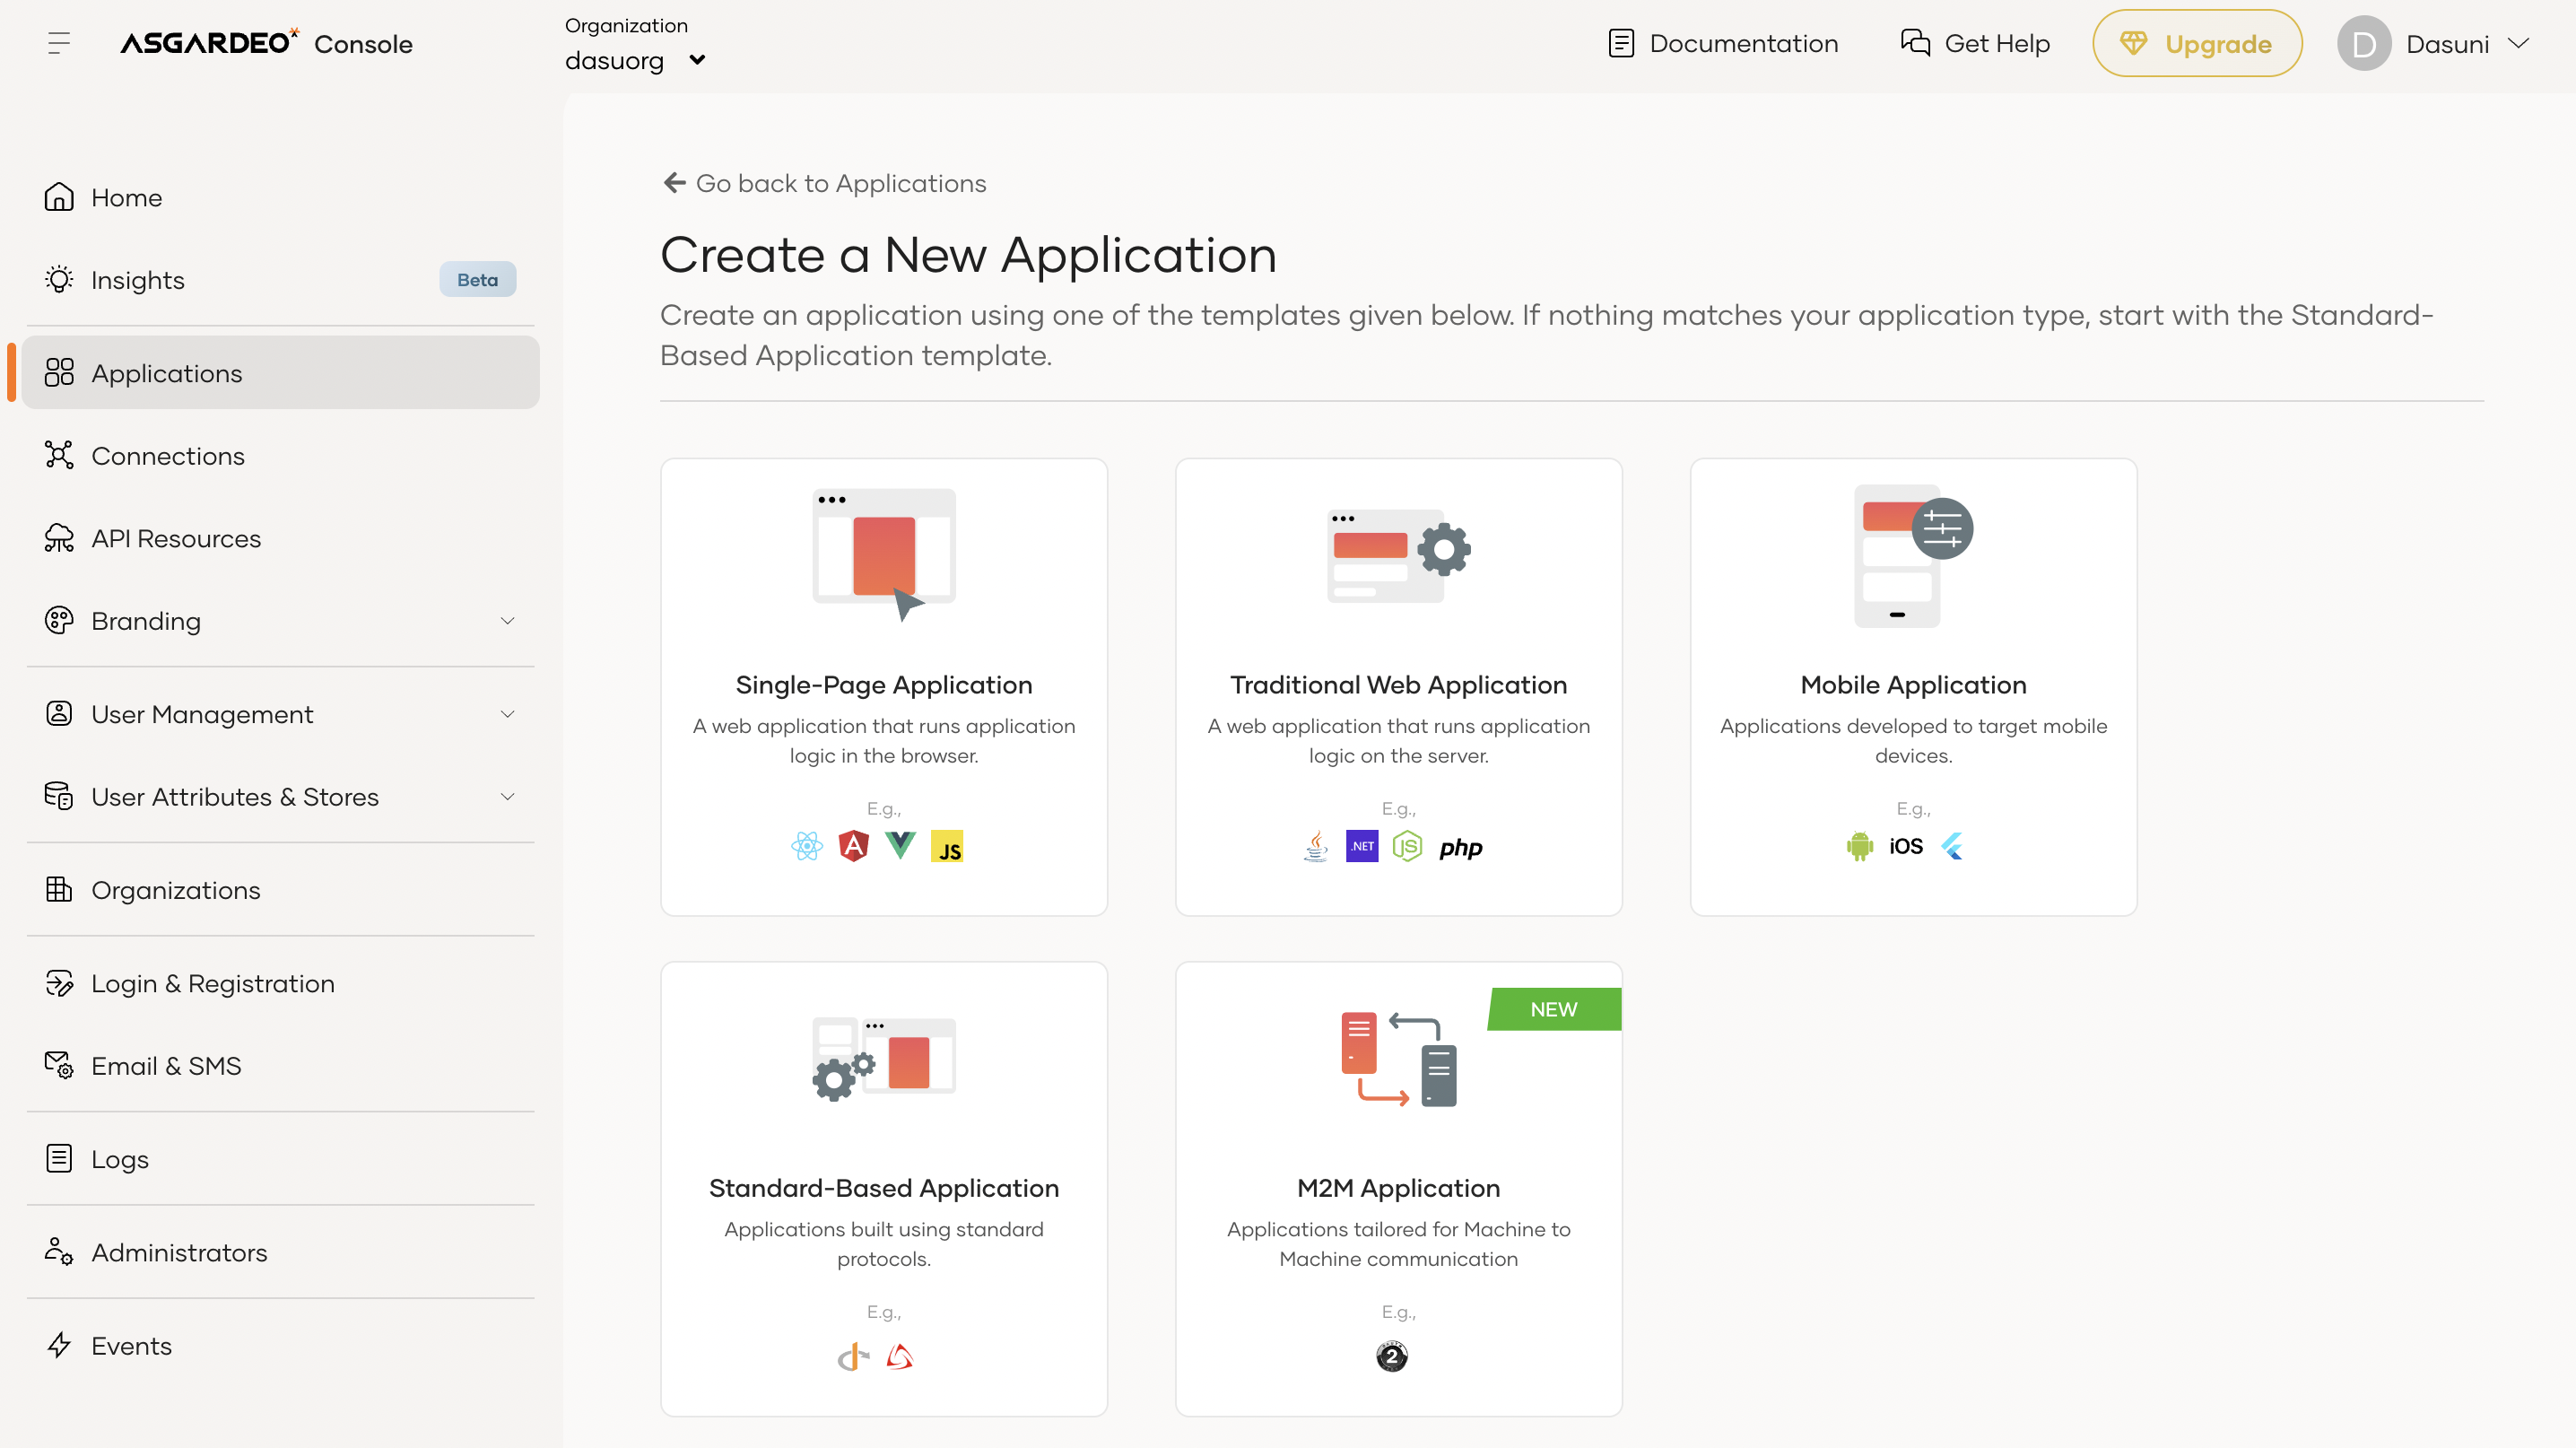 ASGARDEO Console
Organization
dasuorg
Documentation
Get Help
Upgrade
D
Dasuni
Home
Insights
Beta
Applications
Connections
API Resources
Branding
User Management
User Attributes & Stores
Organizations
Login & Registration
Email & SMS
Logs
Administrators
Events
Go back to Applications
Create a New Application
Create an application using one of the templates given below. If nothing matches your application type, start with the Standard-
Based Application template.
Single-Page Application
A web application that runs application
logic in the browser.
E.g.,
A
JS
Traditional Web Application
A web application that runs application
logic on the server.
E.g.,
.NET
JS
php
Mobile Application
Applications developed to target mobile
devices.
E.g.,
iOS
Standard-Based Application
Applications built using standard
protocols.
E.g.,
NEW
M2M Application
Applications tailored for Machine to
Machine communication
E.g.,
2